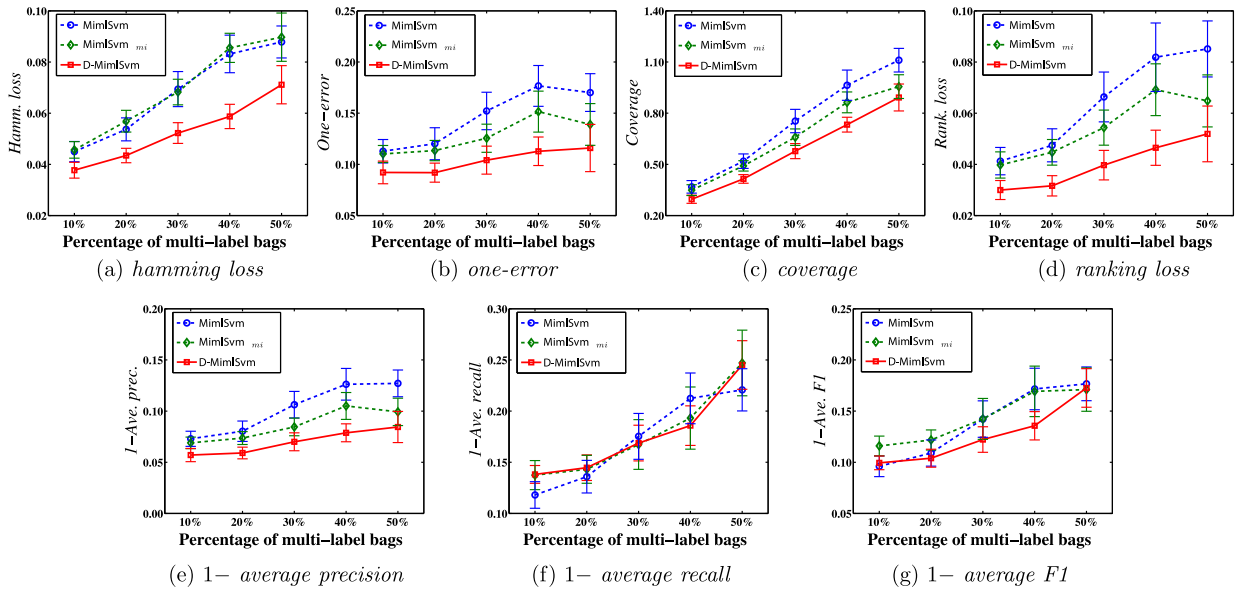 0.10
0.08
0.06
0.04
0.02
Hamm. loss
MimlSvm
MimlSvm mi
D-MimlSvm
10% 20% 30% 40% 50%
Percentage of multi−label bags
(a) hamming loss
0.25
0.20
0.15
0.10
0.05
One−error
MimlSvm
MimlSvm mi
D-MimlSvm
10% 20% 30% 40% 50%
Percentage of multi−label bags
(b) one-error
1.40
1.10
0.80
0.50
0.20
Coverage
MimlSvm
MimlSvm mi
D-MimlSvm
10% 20% 30% 40% 50%
Percentage of multi−label bags
(c) coverage
0.10
0.08
0.06
0.04
0.02
Rank. loss
MimlSvm
MimlSvm mi
D-MimlSvm
10% 20% 30% 40% 50%
Percentage of multi−label bags
(d) ranking loss
0.20
0.15
0.10
0.05
0.00
1−Ave. prec.
MimlSvm
MimlSvm mi
D-MimlSvm
10% 20% 30% 40% 50%
Percentage of multi−label bags
(e) 1− average precision
0.30
0.25
0.20
0.15
0.10
1−Ave. recall
MimlSvm
MimlSvm mi
D-MimlSvm
10% 20% 30% 40% 50%
Percentage of multi−label bags
(f) 1− average recall
0.25
0.20
0.15
0.10
0.05
1−Ave. F1
MimlSvm
MimlSvm mi
D-MimlSvm
10% 20% 30% 40% 50%
Percentage of multi−label bags
(g) 1− average F1